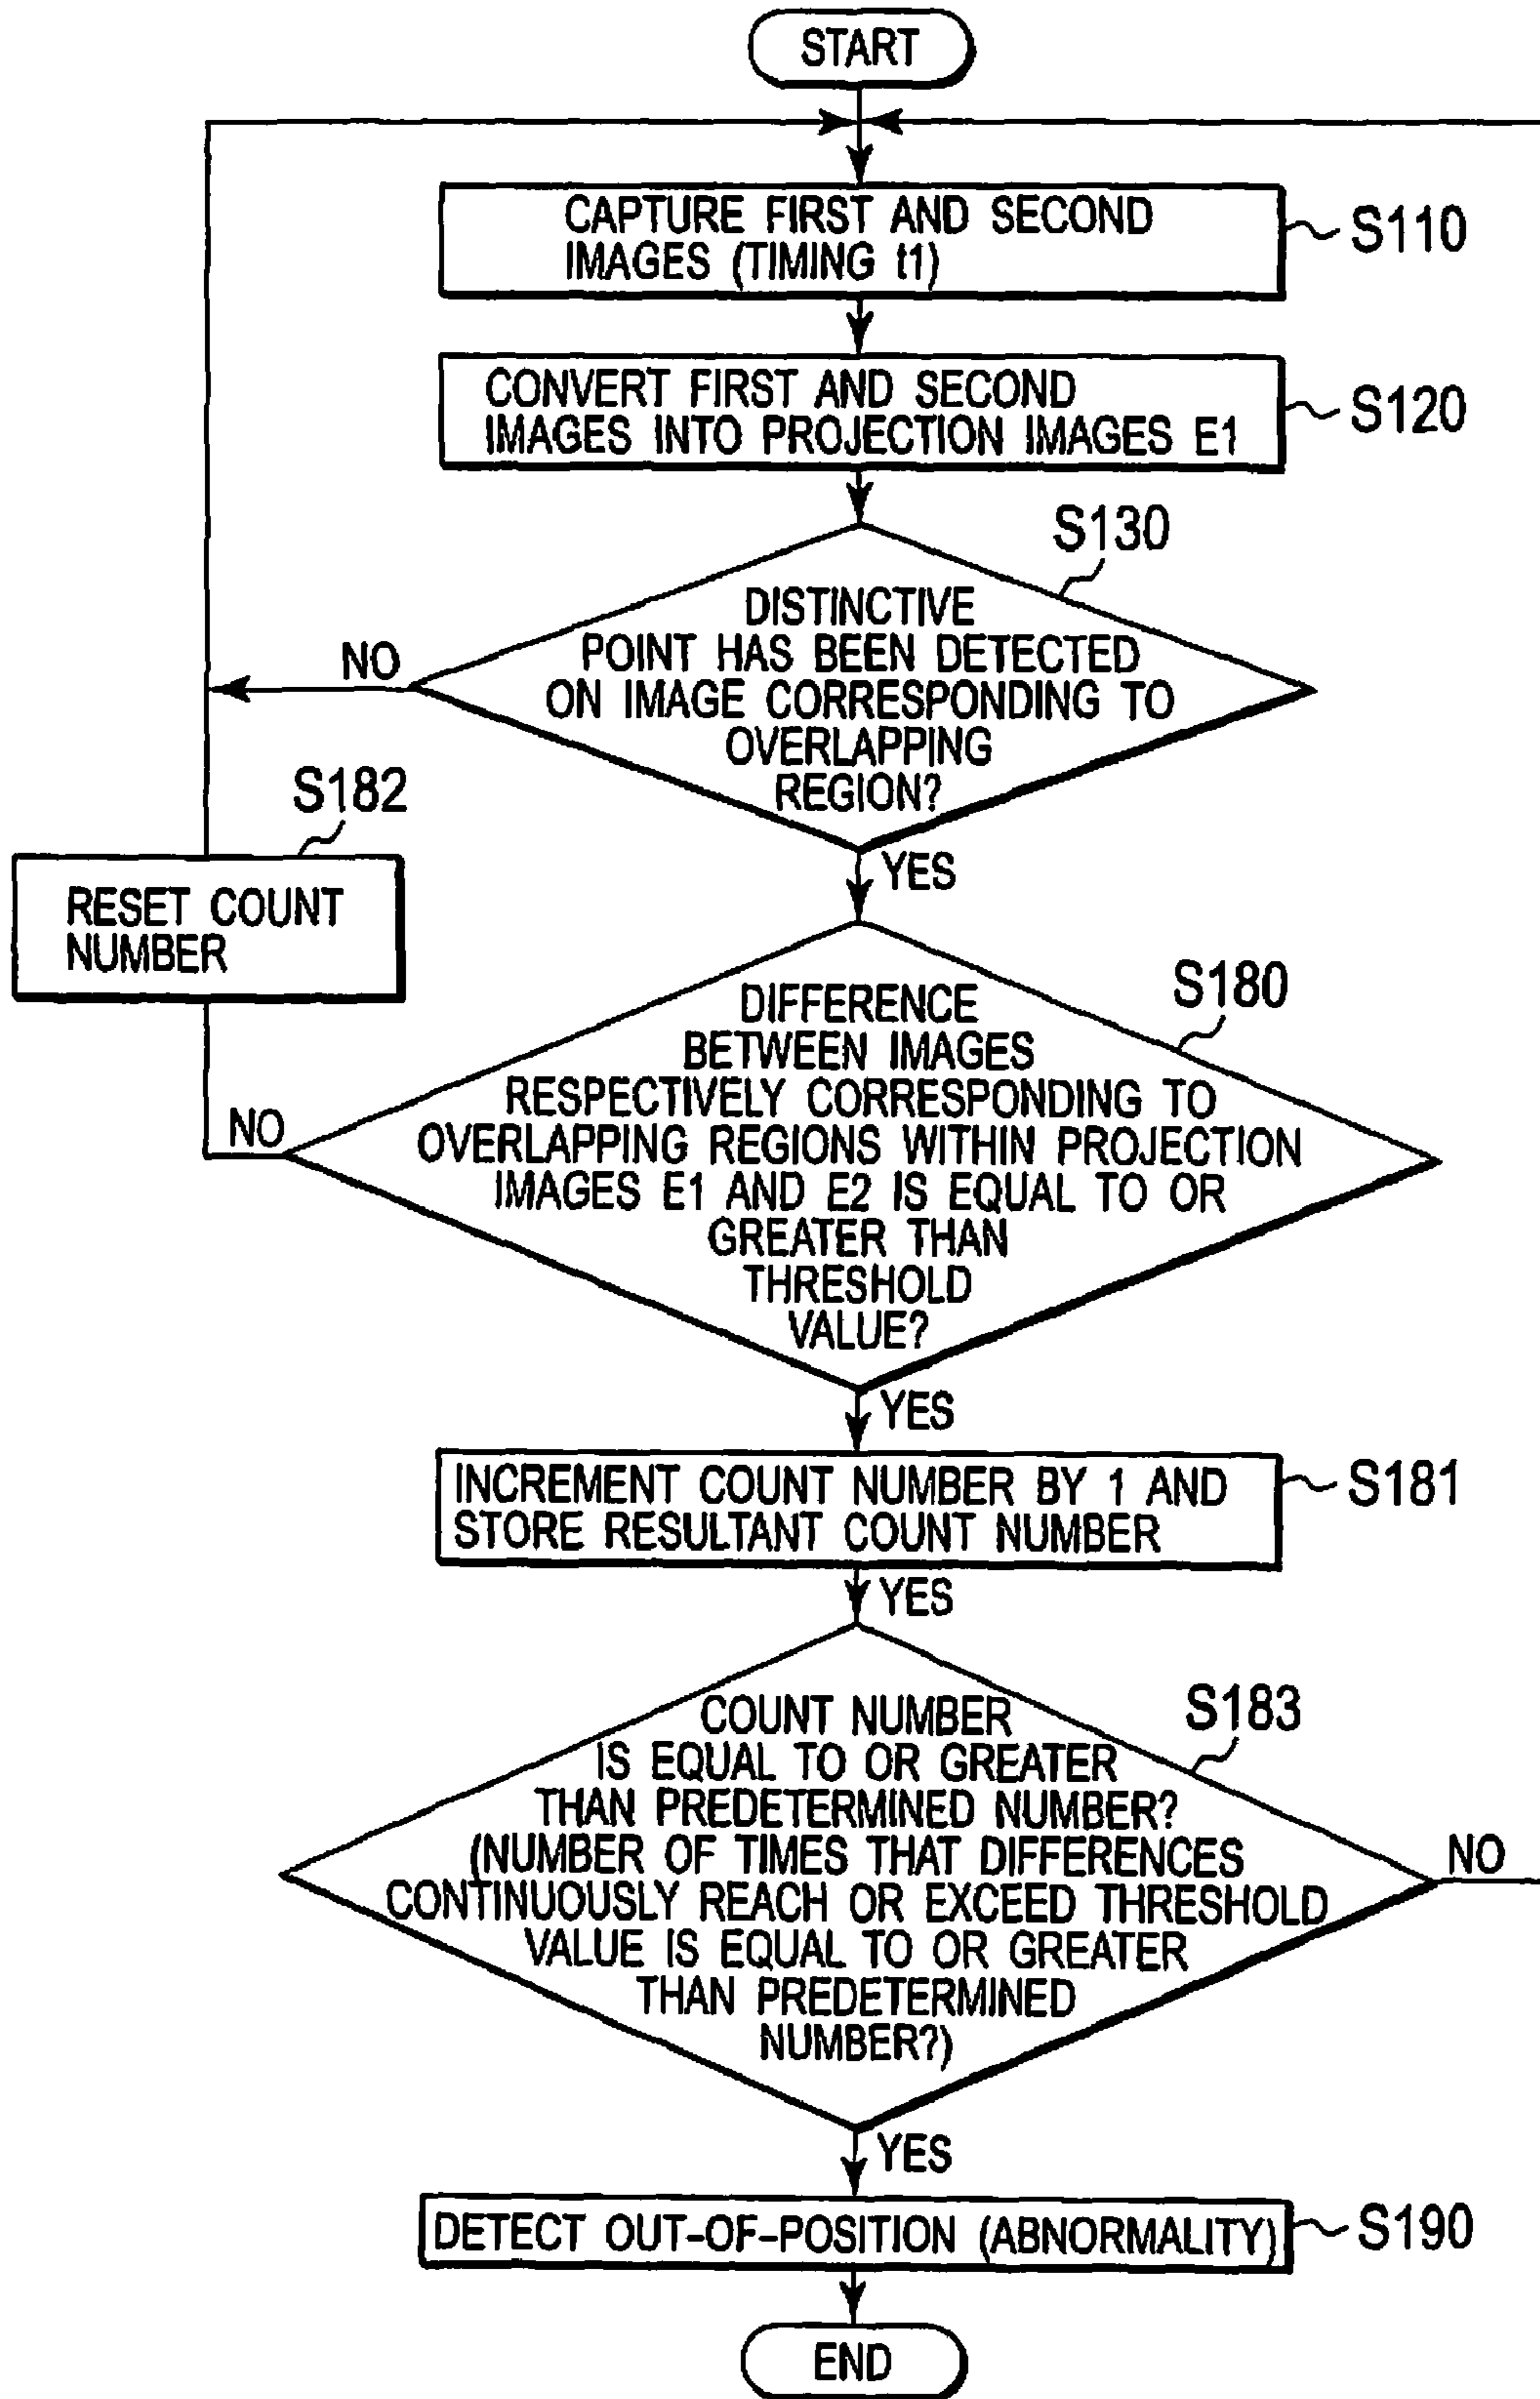 START
CAPTURE FIRST AND SECOND
IMAGES (TIMING t1)
S110
CONVERT FIRST AND SECOND
IMAGES INTO PROJECTION IMAGES E1
S120
S130
DISTINCTIVE
POINT HAS BEEN DETECTED
ON IMAGE CORRESPONDING TO
OVERLAPPING
REGION?
NO
YES
S182
RESET COUNT
NUMBER
S180
DIFFERENCE
BETWEEN IMAGES
RESPECTIVELY CORRESPONDING TO
OVERLAPPING REGIONS WITHIN PROJECTION
IMAGES E1 AND E2 IS EQUAL TO OR
GREATER THAN
THRESHOLD
VALUE?
NO
YES
INCREMENT COUNT NUMBER BY 1 AND
STORE RESULTANT COUNT NUMBER
S181
YES
S183
COUNT NUMBER
IS EQUAL TO OR GREATER
THAN PREDETERMINED NUMBER?
(NUMBER OF TIMES THAT DIFFERENCES
CONTINUOUSLY REACH OR EXCEED THRESHOLD
VALUE IS EQUAL TO OR GREATER
THAN PREDETERMINED
NUMBER?)
NO
YES
DETECT OUT-OF-POSITION (ABNORMALITY)
S190
END